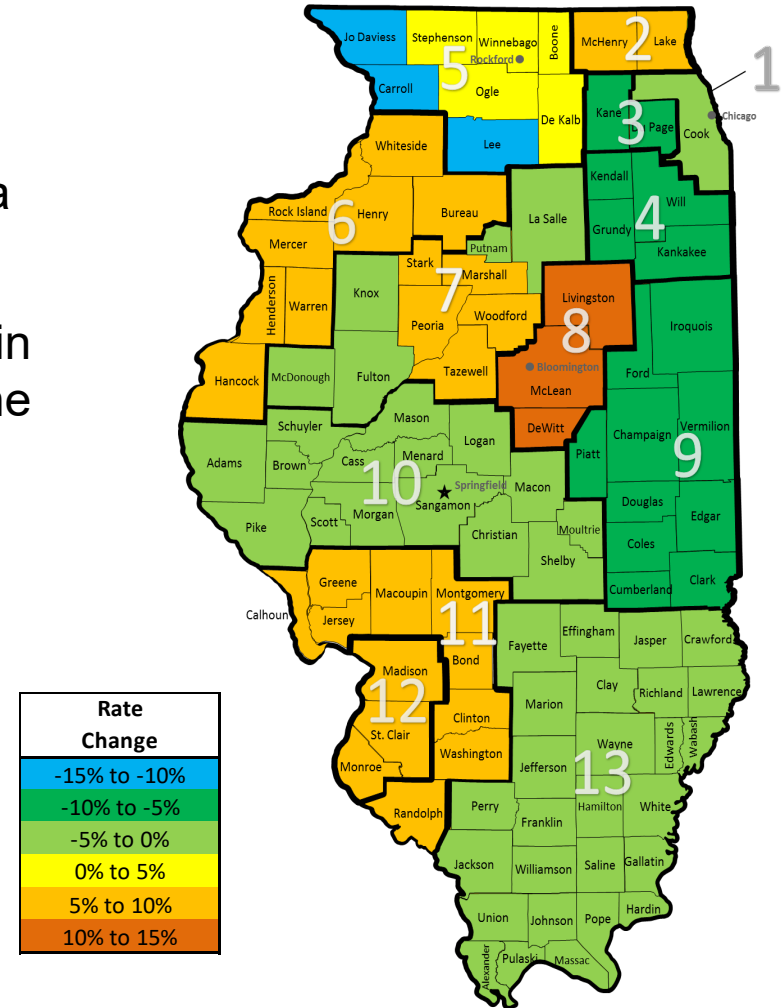 a
in
ne
1
2
3
4
5
6
7
8
9
10
11
12
13
Jo Daviess
Stephenson
Winnebago
Boone
McHenry
Lake
Rockford
Carroll
Ogle
De Kalb
Kane
Page
Cook
Chicago
Whiteside
Lee
Kendall
Will
Rock Island
Henry
Bureau
La Salle
Grundy
Mercer
Putnam
Kankakee
Stark
Marshall
Henderson
Warren
Knox
Peoria
Woodford
Livingston
Iroquois
Hancock
McDonough
Fulton
Tazewell
Bloomington
McLean
Ford
DeWitt
Schuyler
Mason
Logan
Champaign
Vermilion
Adams
Brown
Cass
Menard
Piatt
Springfield
Macon
Sangamon
Pike
Scott
Morgan
Christian
Moultrie
Douglas
Edgar
Shelby
Coles
Cumberland
Clark
Greene
Macoupin
Montgomery
Calhoun
Jersey
Fayette
Effingham
Jasper
Crawford
Madison
Bond
Clay
Richland
Lawrence
Marion
Clinton
St. Clair
Wayne
Edwards
Wabash
Monroe
Washington
Jefferson
Randolph
Perry
Hamilton
White
Franklin
Jackson
Williamson
Saline
Gallatin
Union
Johnson
Pope
Hardin
Alexander
Pulaski
Massac
Rate
Change
-15% to -10%
-10% to -5%
-5% to 0%
0% to 5%
5% to 10%
10% to 15%